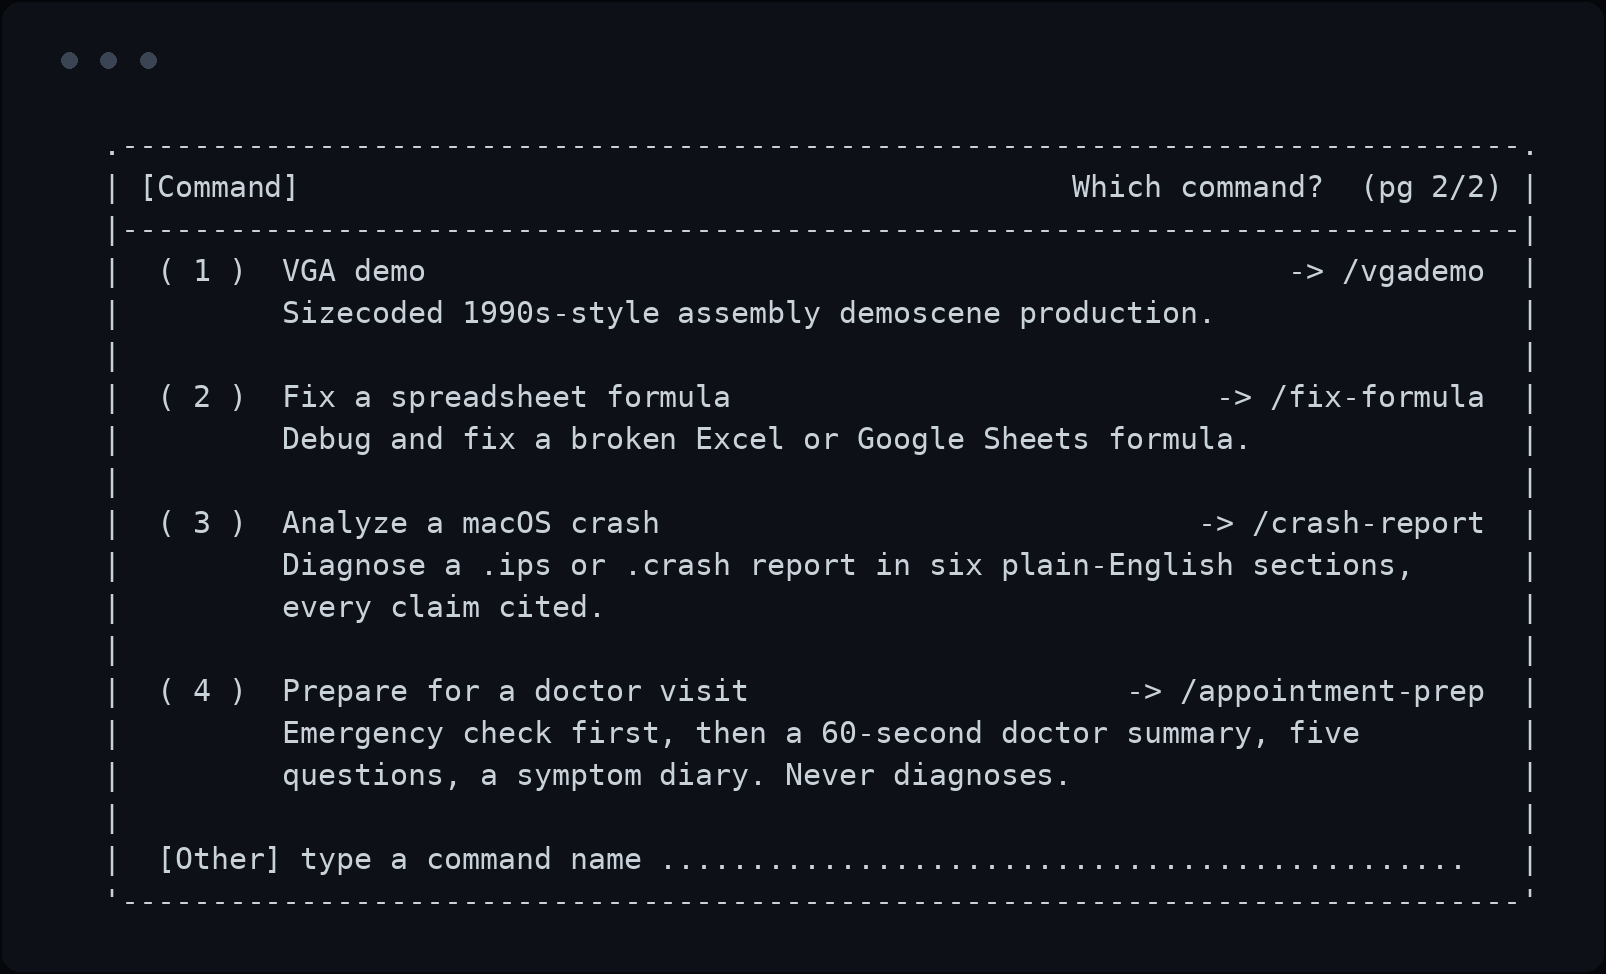 .------------------------------------------------------------------------------.
| [Command]                                           Which command?  (pg 2/2) |
|------------------------------------------------------------------------------|
|  ( 1 )  VGA demo                                                -> /vgademo  |
|         Sizecoded 1990s-style assembly demoscene production.                 |
|                                                                              |
|  ( 2 )  Fix a spreadsheet formula                           -> /fix-formula  |
|         Debug and fix a broken Excel or Google Sheets formula.               |
|                                                                              |
|  ( 3 )  Analyze a macOS crash                              -> /crash-report  |
|         Diagnose a .ips or .crash report in six plain-English sections,      |
|         every claim cited.                                                   |
|                                                                              |
|  ( 4 )  Prepare for a doctor visit                     -> /appointment-prep  |
|         Emergency check first, then a 60-second doctor summary, five         |
|         questions, a symptom diary. Never diagnoses.                         |
|                                                                              |
|  [Other] type a command name .............................................   |
'------------------------------------------------------------------------------'